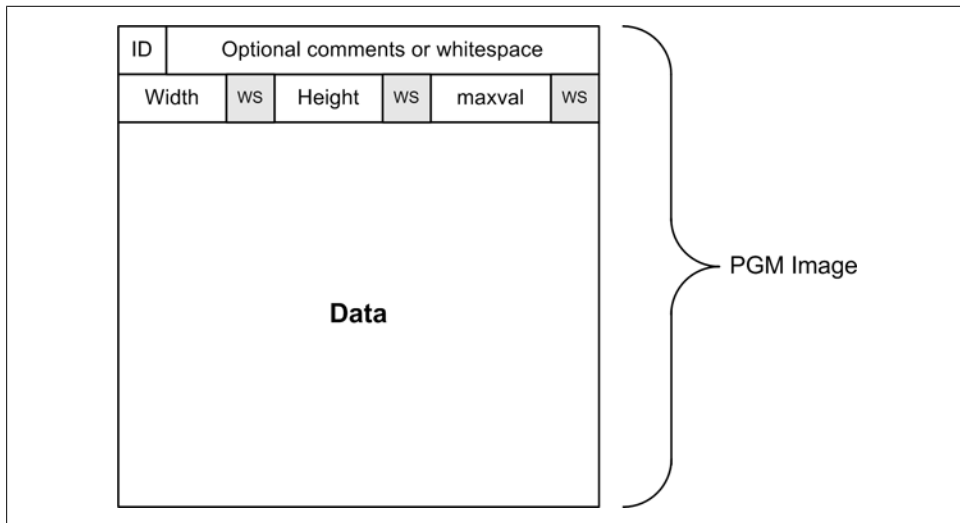 ID Optional comments or whitespace
Width WS Height WS maxval WS
Data
PGM Image